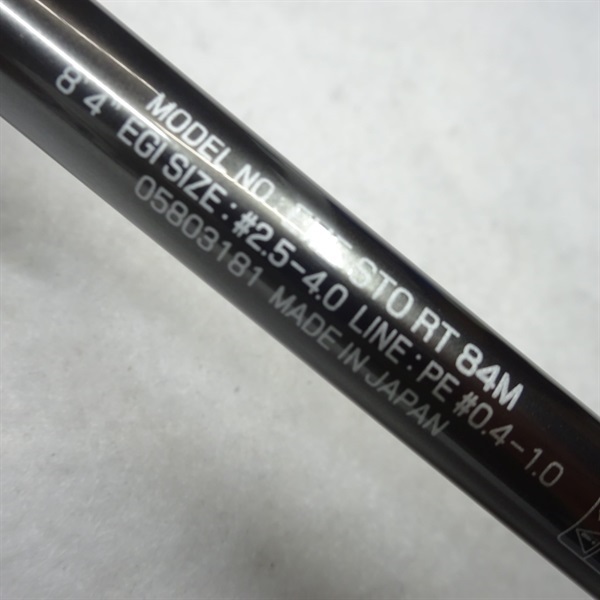 MODEL NO. STO RT 84M
8'4" EGI SIZE : #2.5-4.0 LINE : PE #0.4-1.0
05803181 MADE IN JAPAN